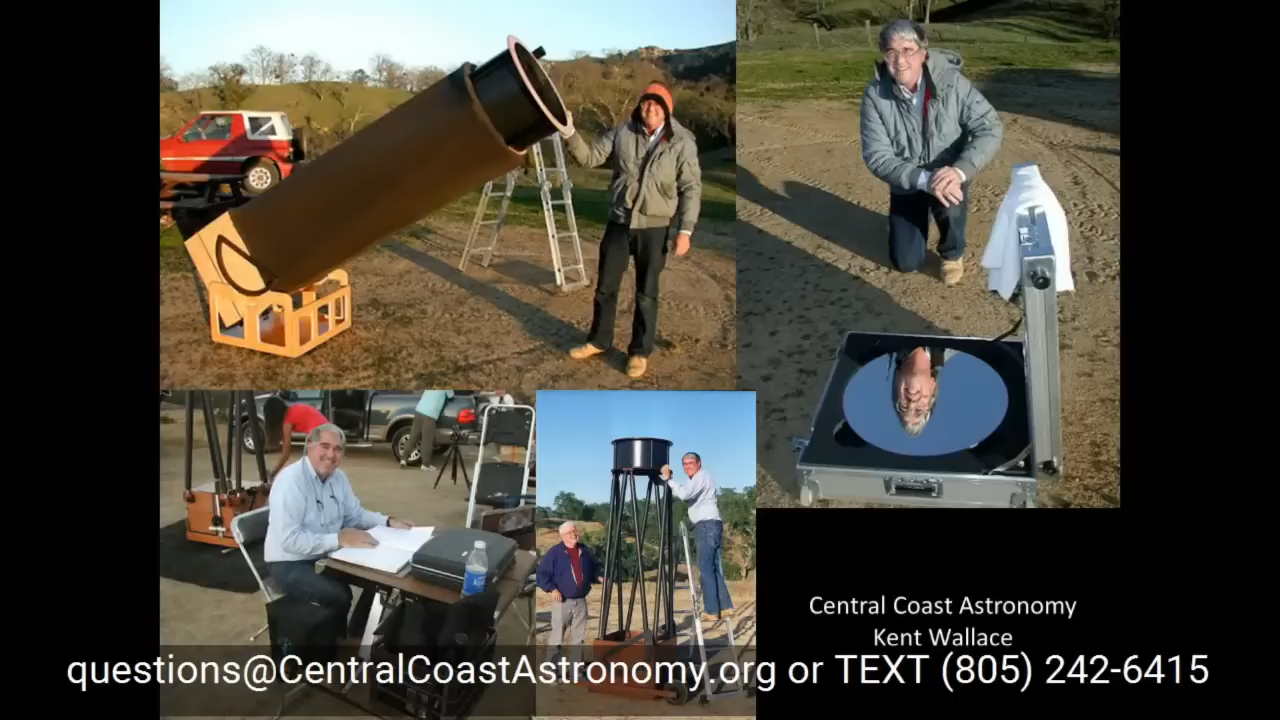 Central Coast Astronomy
Kent Wallace
questions@CentralCoastAstronomy.org or TEXT (805) 242-6415